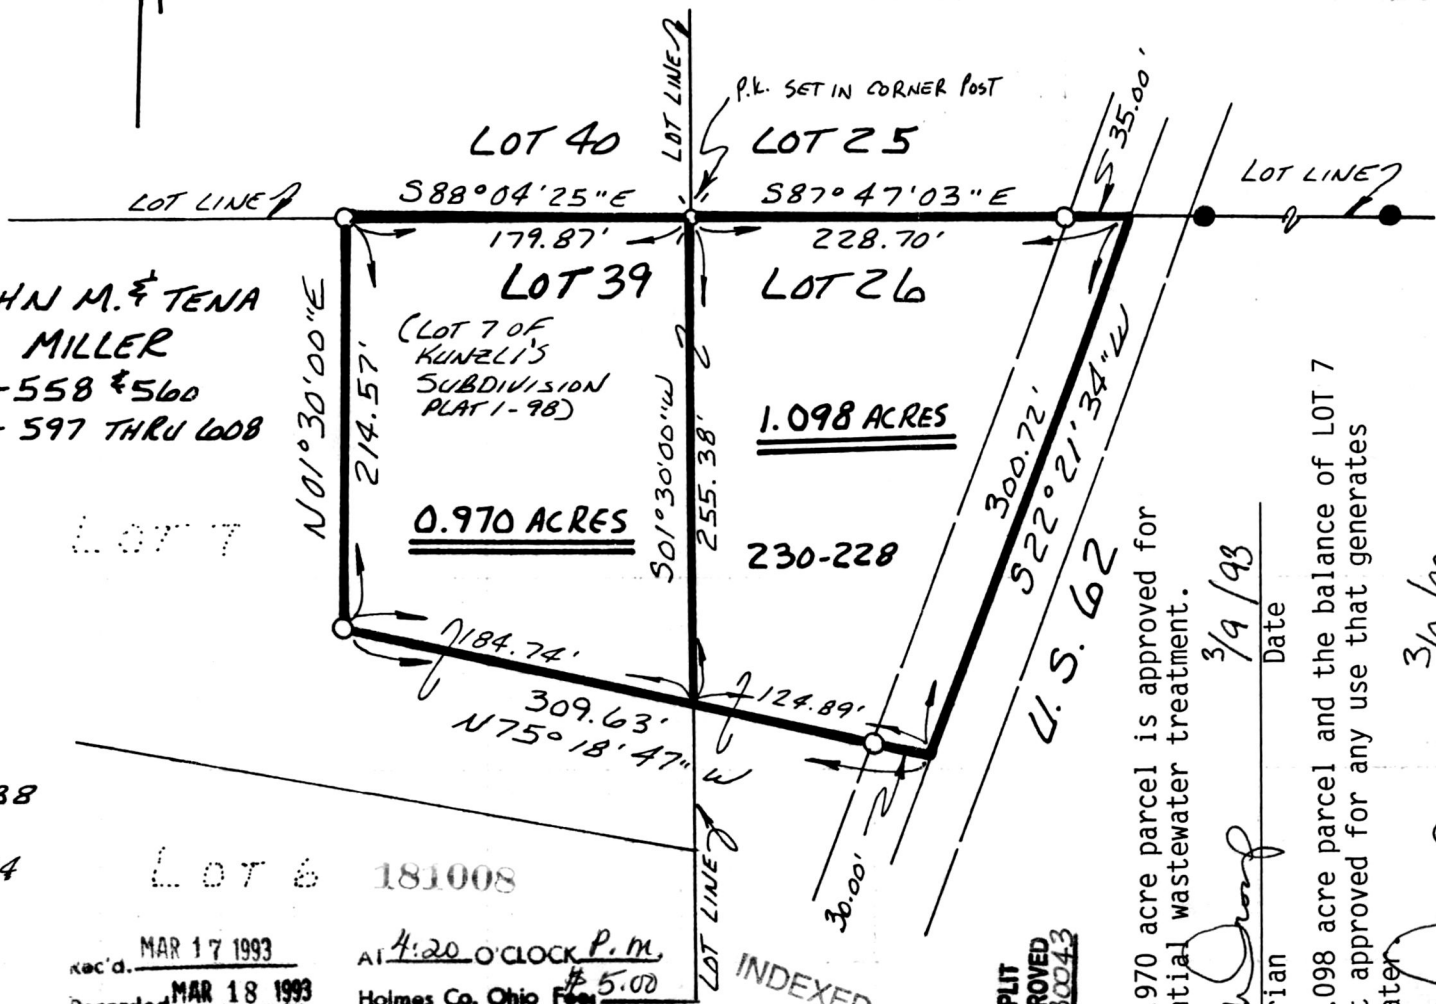 LOT LINE
P.K. SET IN CORNER POST
35.00'
LOT 40
LOT 25
LOT LINE
LOT LINE
S88°04'25"E
S87°47'03"E
179.87'
228.70'
LOT 39
LOT 26
HN M. & TENA
MILLER
-558 & 560
- 597 THRU 608
(LOT 7 OF
KUNZLI'S
SUBDIVISION
PLAT 1-98)
N01°30'00"E
214.57'
S01°30'00"W
255.38'
1.098 ACRES
0.970 ACRES
230-228
300.72'
S22°21'34"W
U.S. 62
LOT 7
184.74'
309.63'
N75°18'47"W
124.89'
30.00'
38
4
LOT 6
181008
LOT LINE
Rec'd. MAR 17 1993 At 4:20 O'CLOCK P.M.
MAR 18 1993 Holmes Co. Ohio Fee $5.00
INDEXED
SPLIT
970 acre parcel is approved for
ntial wastewater treatment.
3/9/93
Date
rian
.098 acre parcel and the balance of LOT 7
approved for any use that generates
ater.